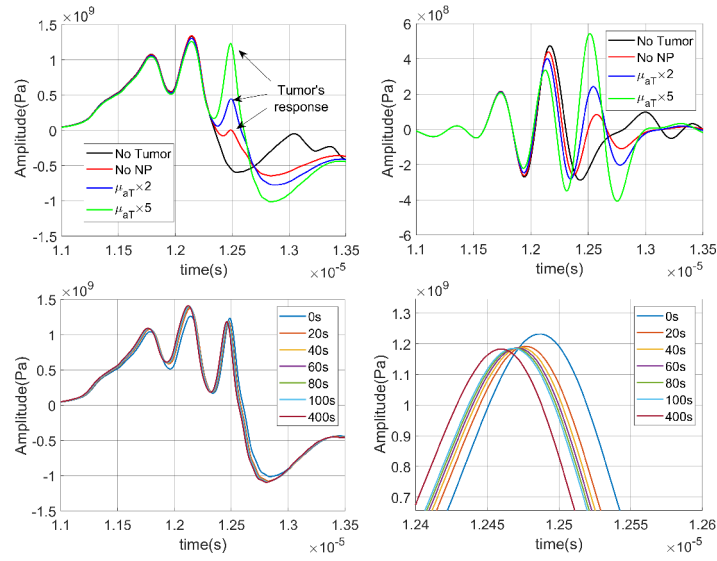 ×10⁹
1.5
1
0.5
0
-0.5
-1
-1.5
Amplitude(Pa)
Tumor's
response
No Tumor
No NP
μaT×2
μaT×5
1.1
1.15
1.2
1.25
1.3
1.35
time(s)
×10⁻⁵
×10⁸
6
4
2
0
-2
-4
-6
Amplitude(Pa)
No Tumor
No NP
μaT×2
μaT×5
1.1
1.15
1.2
1.25
1.3
1.35
time(s)
×10⁻⁵
×10⁹
1.5
1
0.5
0
-0.5
-1
-1.5
Amplitude(Pa)
0s
20s
40s
60s
80s
100s
400s
1.1
1.15
1.2
1.25
1.3
1.35
time(s)
×10⁻⁵
×10⁹
1.3
1.2
1.1
1
0.9
0.8
0.7
Amplitude(Pa)
0s
20s
40s
60s
80s
100s
400s
1.24
1.245
1.25
1.255
1.26
time(s)
×10⁻⁵